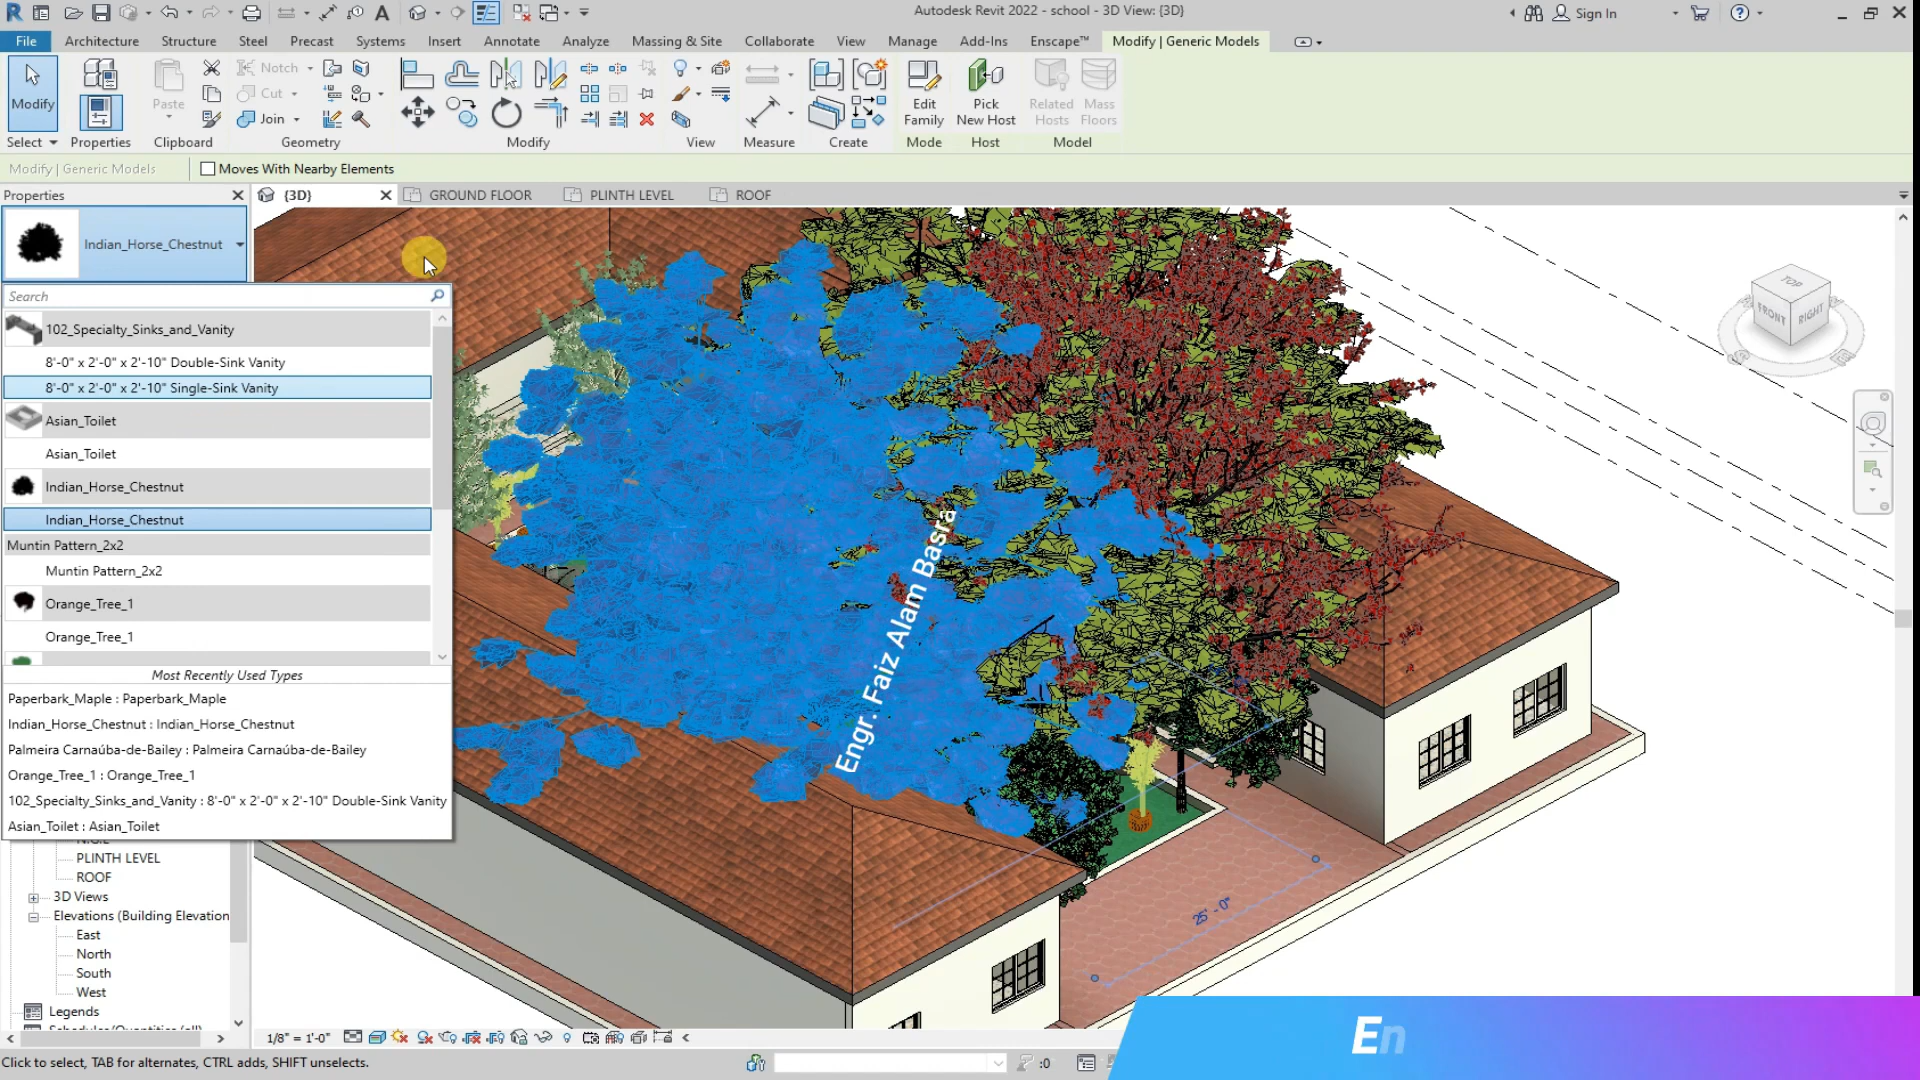 Autodesk Revit 2022 - school - 3D View: {3D}
Sign In
File Architecture Structure Steel Precast Systems Insert Annotate Analyze Massing & Site Collaborate View Manage Add-Ins Enscape™ Modify | Generic Models
Modify
Paste
Notch
Cut
Join
Edit Family
Pick New Host
Related Hosts
Mass Floors
Select Properties Clipboard Geometry Modify View Measure Create Mode Host Model
Modify | Generic Models
Moves With Nearby Elements
Properties
{3D}
GROUND FLOOR
PLINTH LEVEL
ROOF
Indian_Horse_Chestnut
Search
102_Specialty_Sinks_and_Vanity
8'-0" x 2'-0" x 2'-10" Double-Sink Vanity
8'-0" x 2'-0" x 2'-10" Single-Sink Vanity
Asian_Toilet
Asian_Toilet
Indian_Horse_Chestnut
Indian_Horse_Chestnut
Muntin Pattern_2x2
Muntin Pattern_2x2
Orange_Tree_1
Orange_Tree_1
Most Recently Used Types
Paperbark_Maple : Paperbark_Maple
Indian_Horse_Chestnut : Indian_Horse_Chestnut
Palmeira Carnaúba-de-Bailey : Palmeira Carnaúba-de-Bailey
Orange_Tree_1 : Orange_Tree_1
102_Specialty_Sinks_and_Vanity : 8'-0" x 2'-0" x 2'-10" Double-Sink Vanity
Asian_Toilet : Asian_Toilet
PLINTH LEVEL
ROOF
3D Views
Elevations (Building Elevation
East
North
South
West
Legends
TOP
FRONT
RIGHT
Engr. Faiz Alam Basra
25' - 0"
En
1/8" = 1'-0"
Click to select, TAB for alternates, CTRL adds, SHIFT unselects.
:0